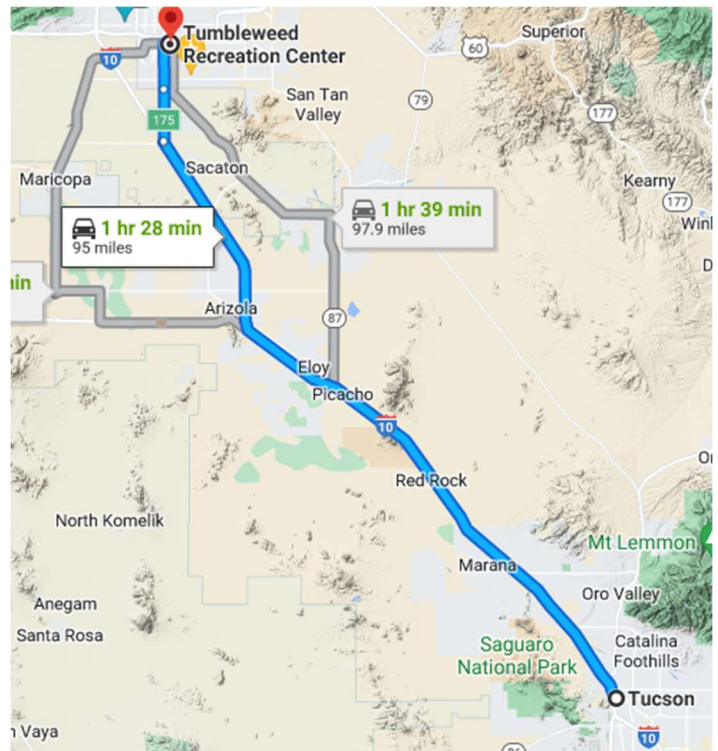 Tumbleweed
Recreation Center
Superior
60
10
79
San Tan
Valley
177
175
Sacaton
Maricopa
Kearny
177
1 hr 39 min
97.9 miles
1 hr 28 min
95 miles
Arizola
87
Eloy
Picacho
10
Red Rock
North Komelik
Mt Lemmon
Marana
Oro Valley
Anegam
Santa Rosa
Saguaro
National Park
Catalina
Foothills
Tucson
Vaya
10